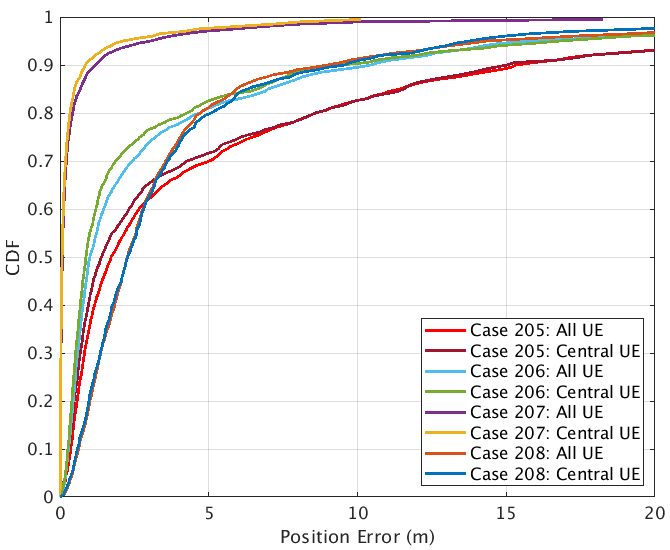 1
0.9
0.8
0.7
0.6
0.5
0.4
0.3
0.2
0.1
0
CDF
Case 205: All UE
Case 205: Central UE
Case 206: All UE
Case 206: Central UE
Case 207: All UE
Case 207: Central UE
Case 208: All UE
Case 208: Central UE
0 5 10 15 20
Position Error (m)